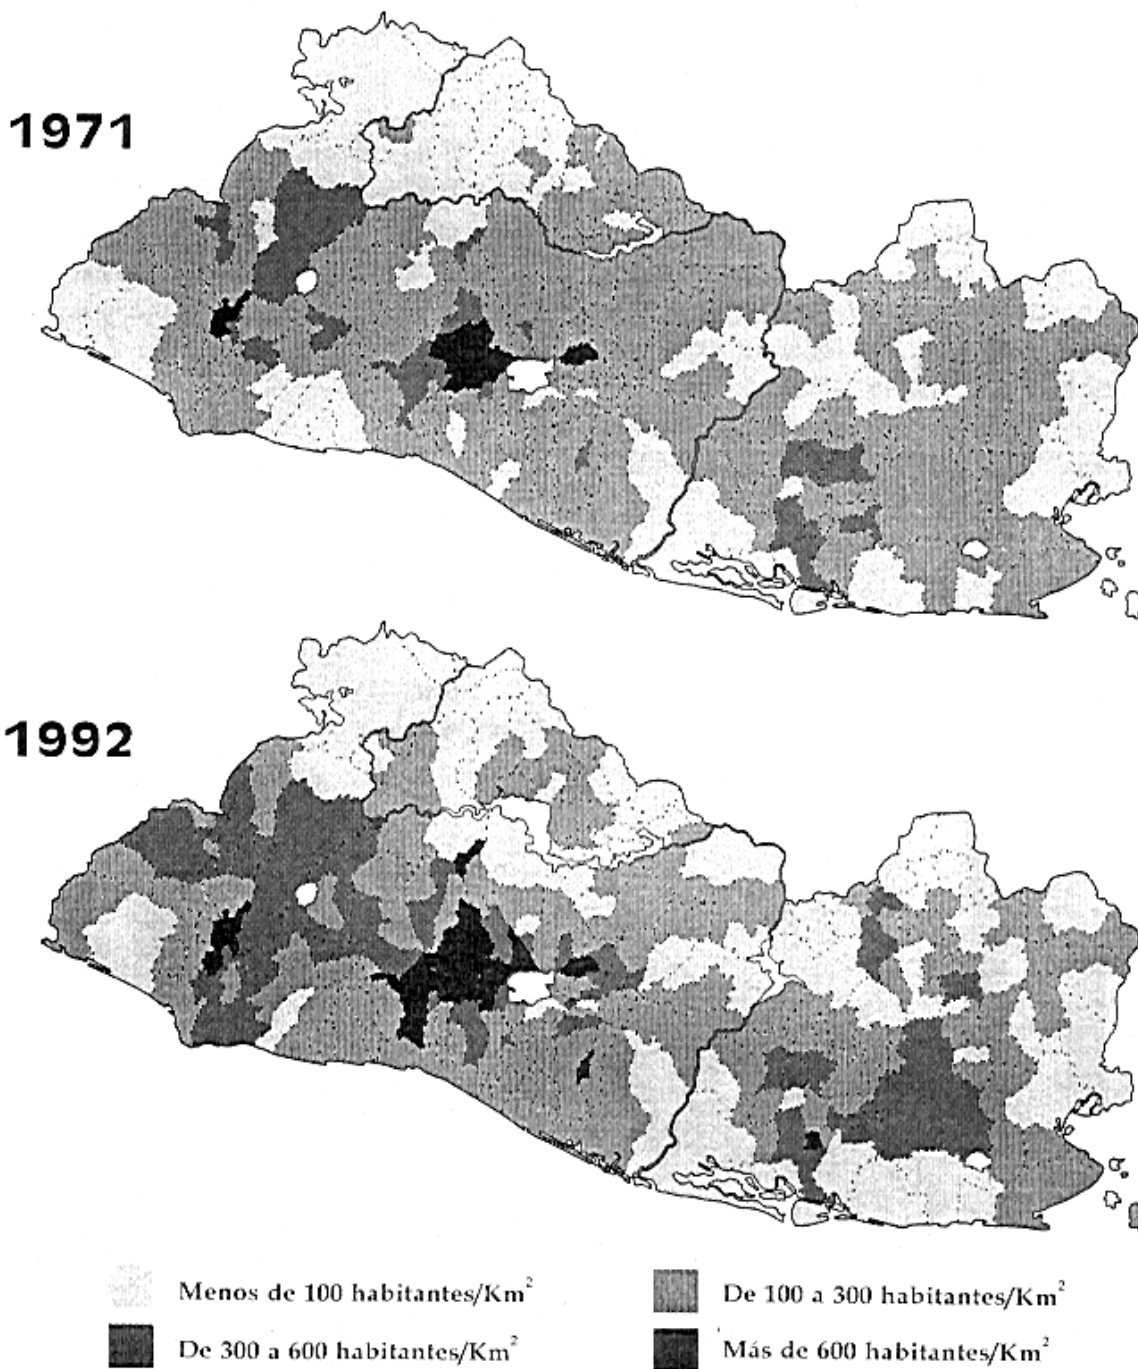 1971
1992
Menos de 100 habitantes/Km²
De 100 a 300 habitantes/Km²
De 300 a 600 habitantes/Km²
Más de 600 habitantes/Km²